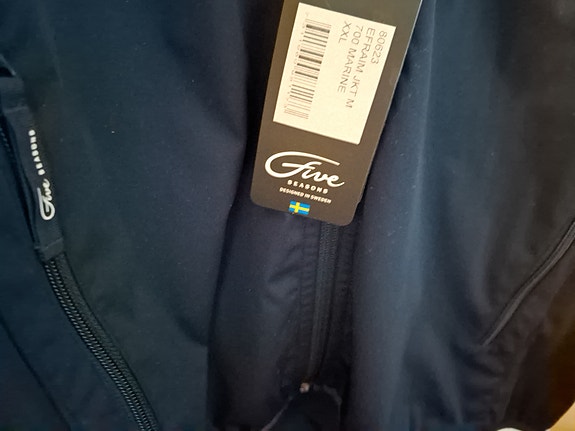 80623
EFRAIM JKT M
700 MARINE
XXL
Five
SEASONS
DESIGNED IN SWEDEN
Five
SEASONS